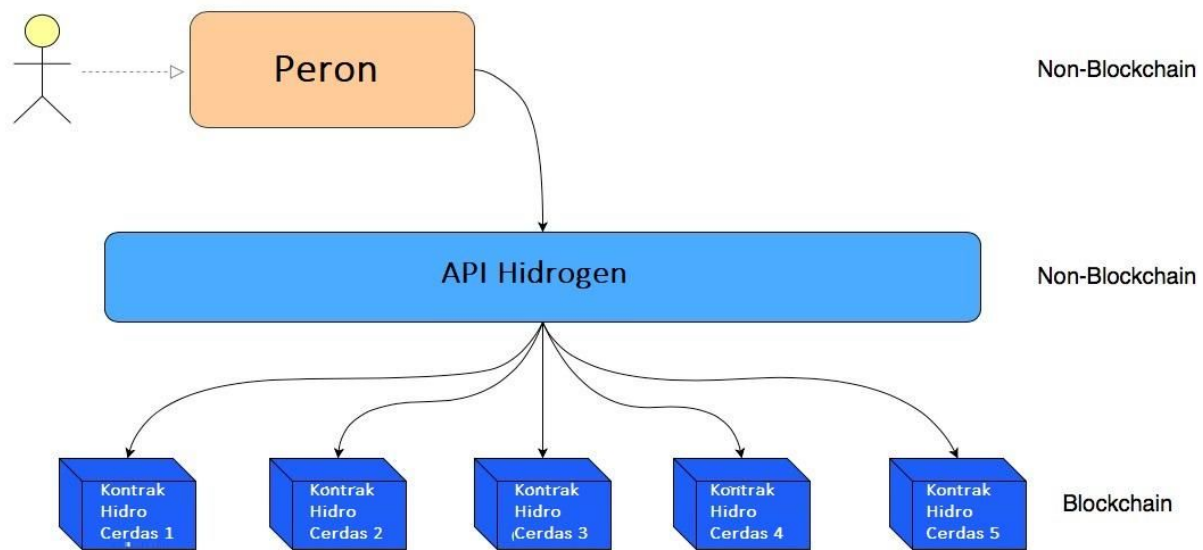 Peron
Non-Blockchain
API Hidrogen
Non-Blockchain
Kontrak
Hidro
Cerdas 1
Kontrak
Hidro
Cerdas 2
Kontrak
Hidro
Cerdas 3
Kontrak
Hidro
Cerdas 4
Kontrak
Hidro
Cerdas 5
Blockchain